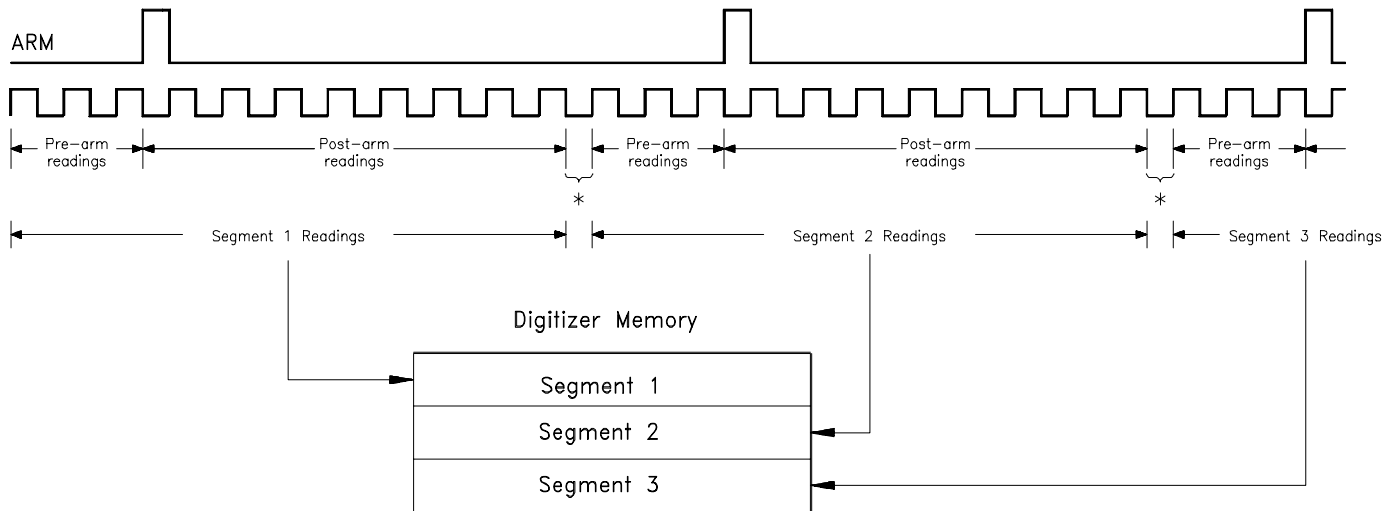 ARM
Pre-arm
readings
Post-arm
readings
Pre-arm
readings
Post-arm
readings
Pre-arm
readings
*
*
Segment 1 Readings
Segment 2 Readings
Segment 3 Readings
Digitizer Memory
Segment 1
Segment 2
Segment 3